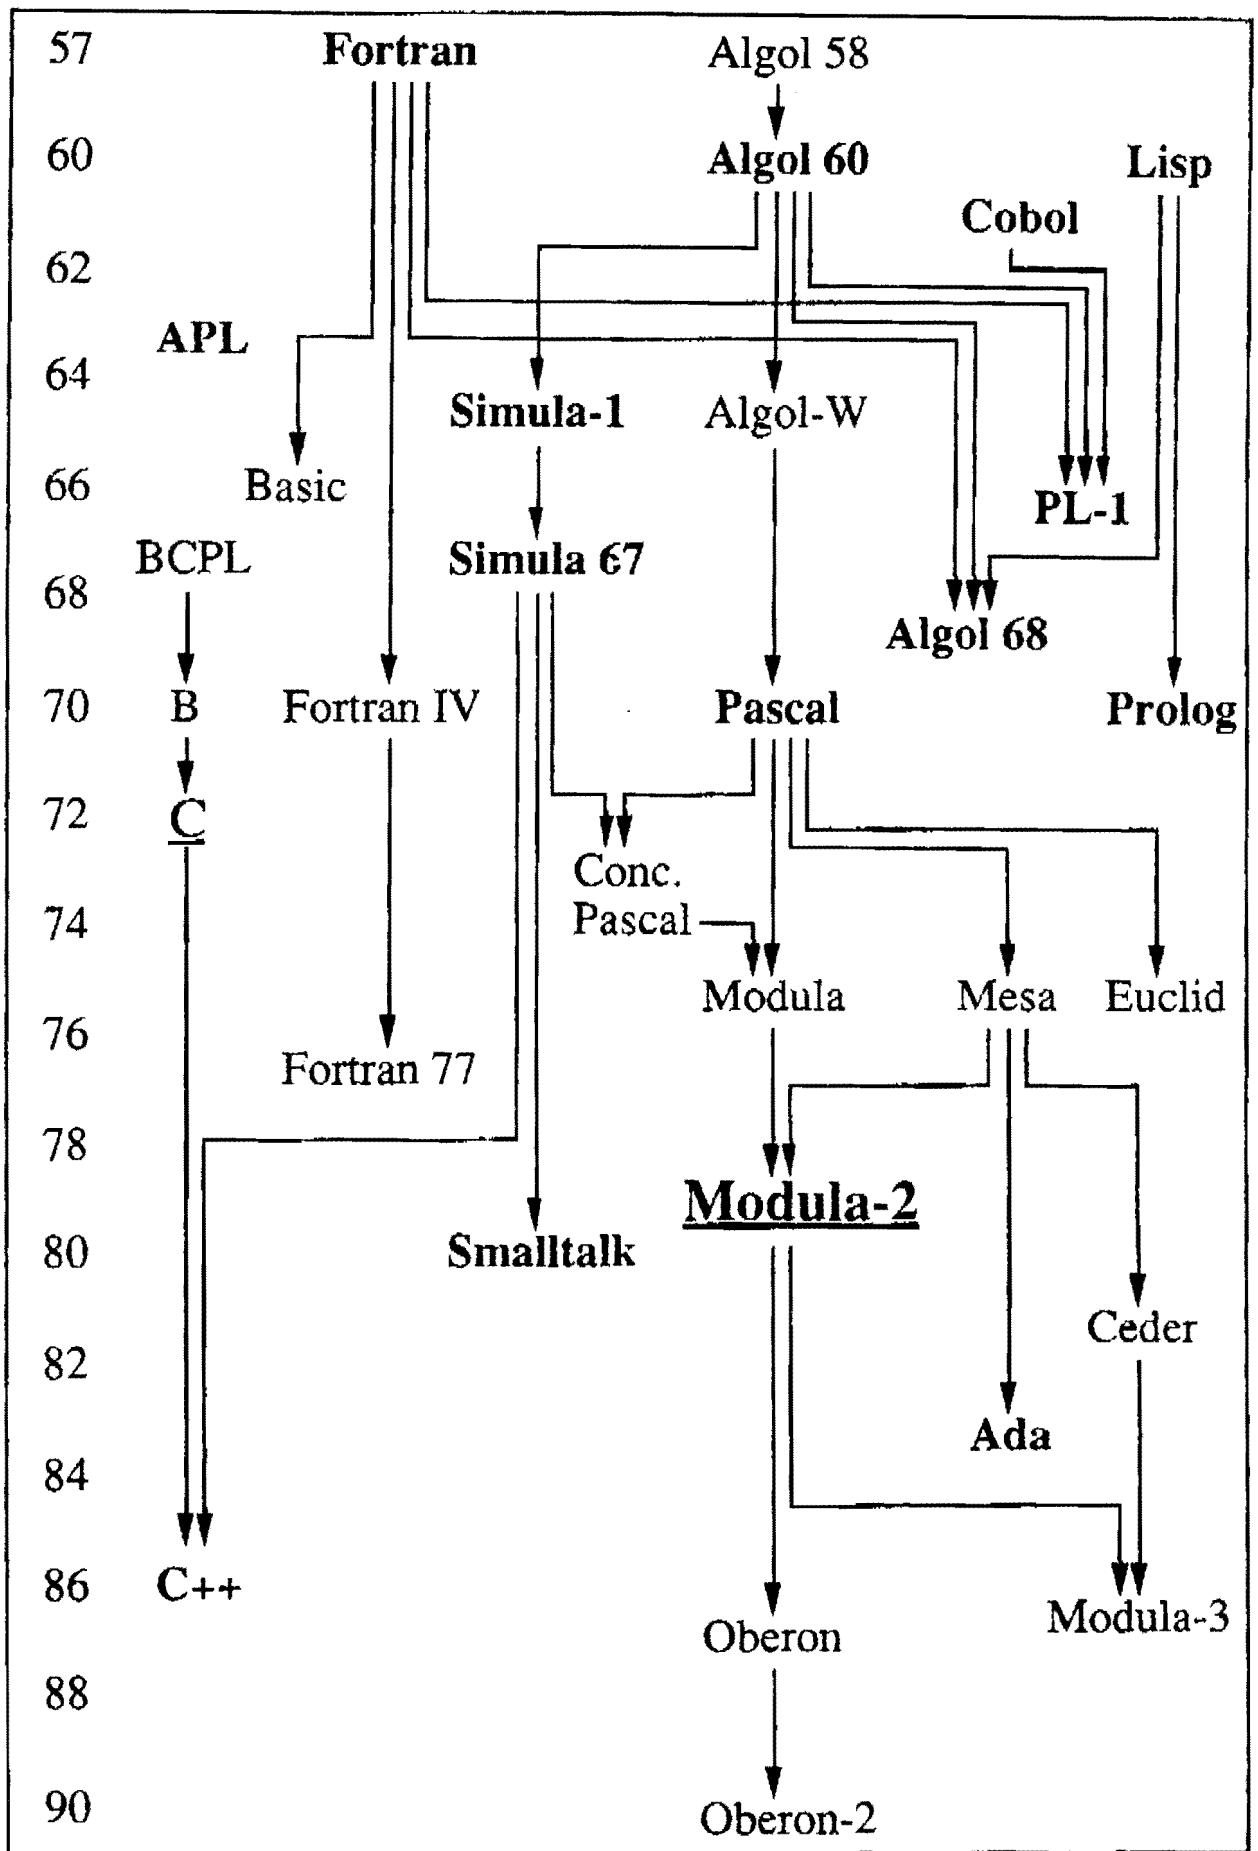 57 Fortran Algol 58
60 Algol 60 Lisp
Cobol
62
APL
64
Simula-1 Algol-W
66 Basic
PL-1
BCPL Simula 67
68
Algol 68
70 B Fortran IV Pascal Prolog
72 C
Conc.
74 Pascal
Modula Mesa Euclid
76
Fortran 77
78
Modula-2
80 Smalltalk
Ceder
82
Ada
84
86 C++
Modula-3
Oberon
88
90
Oberon-2